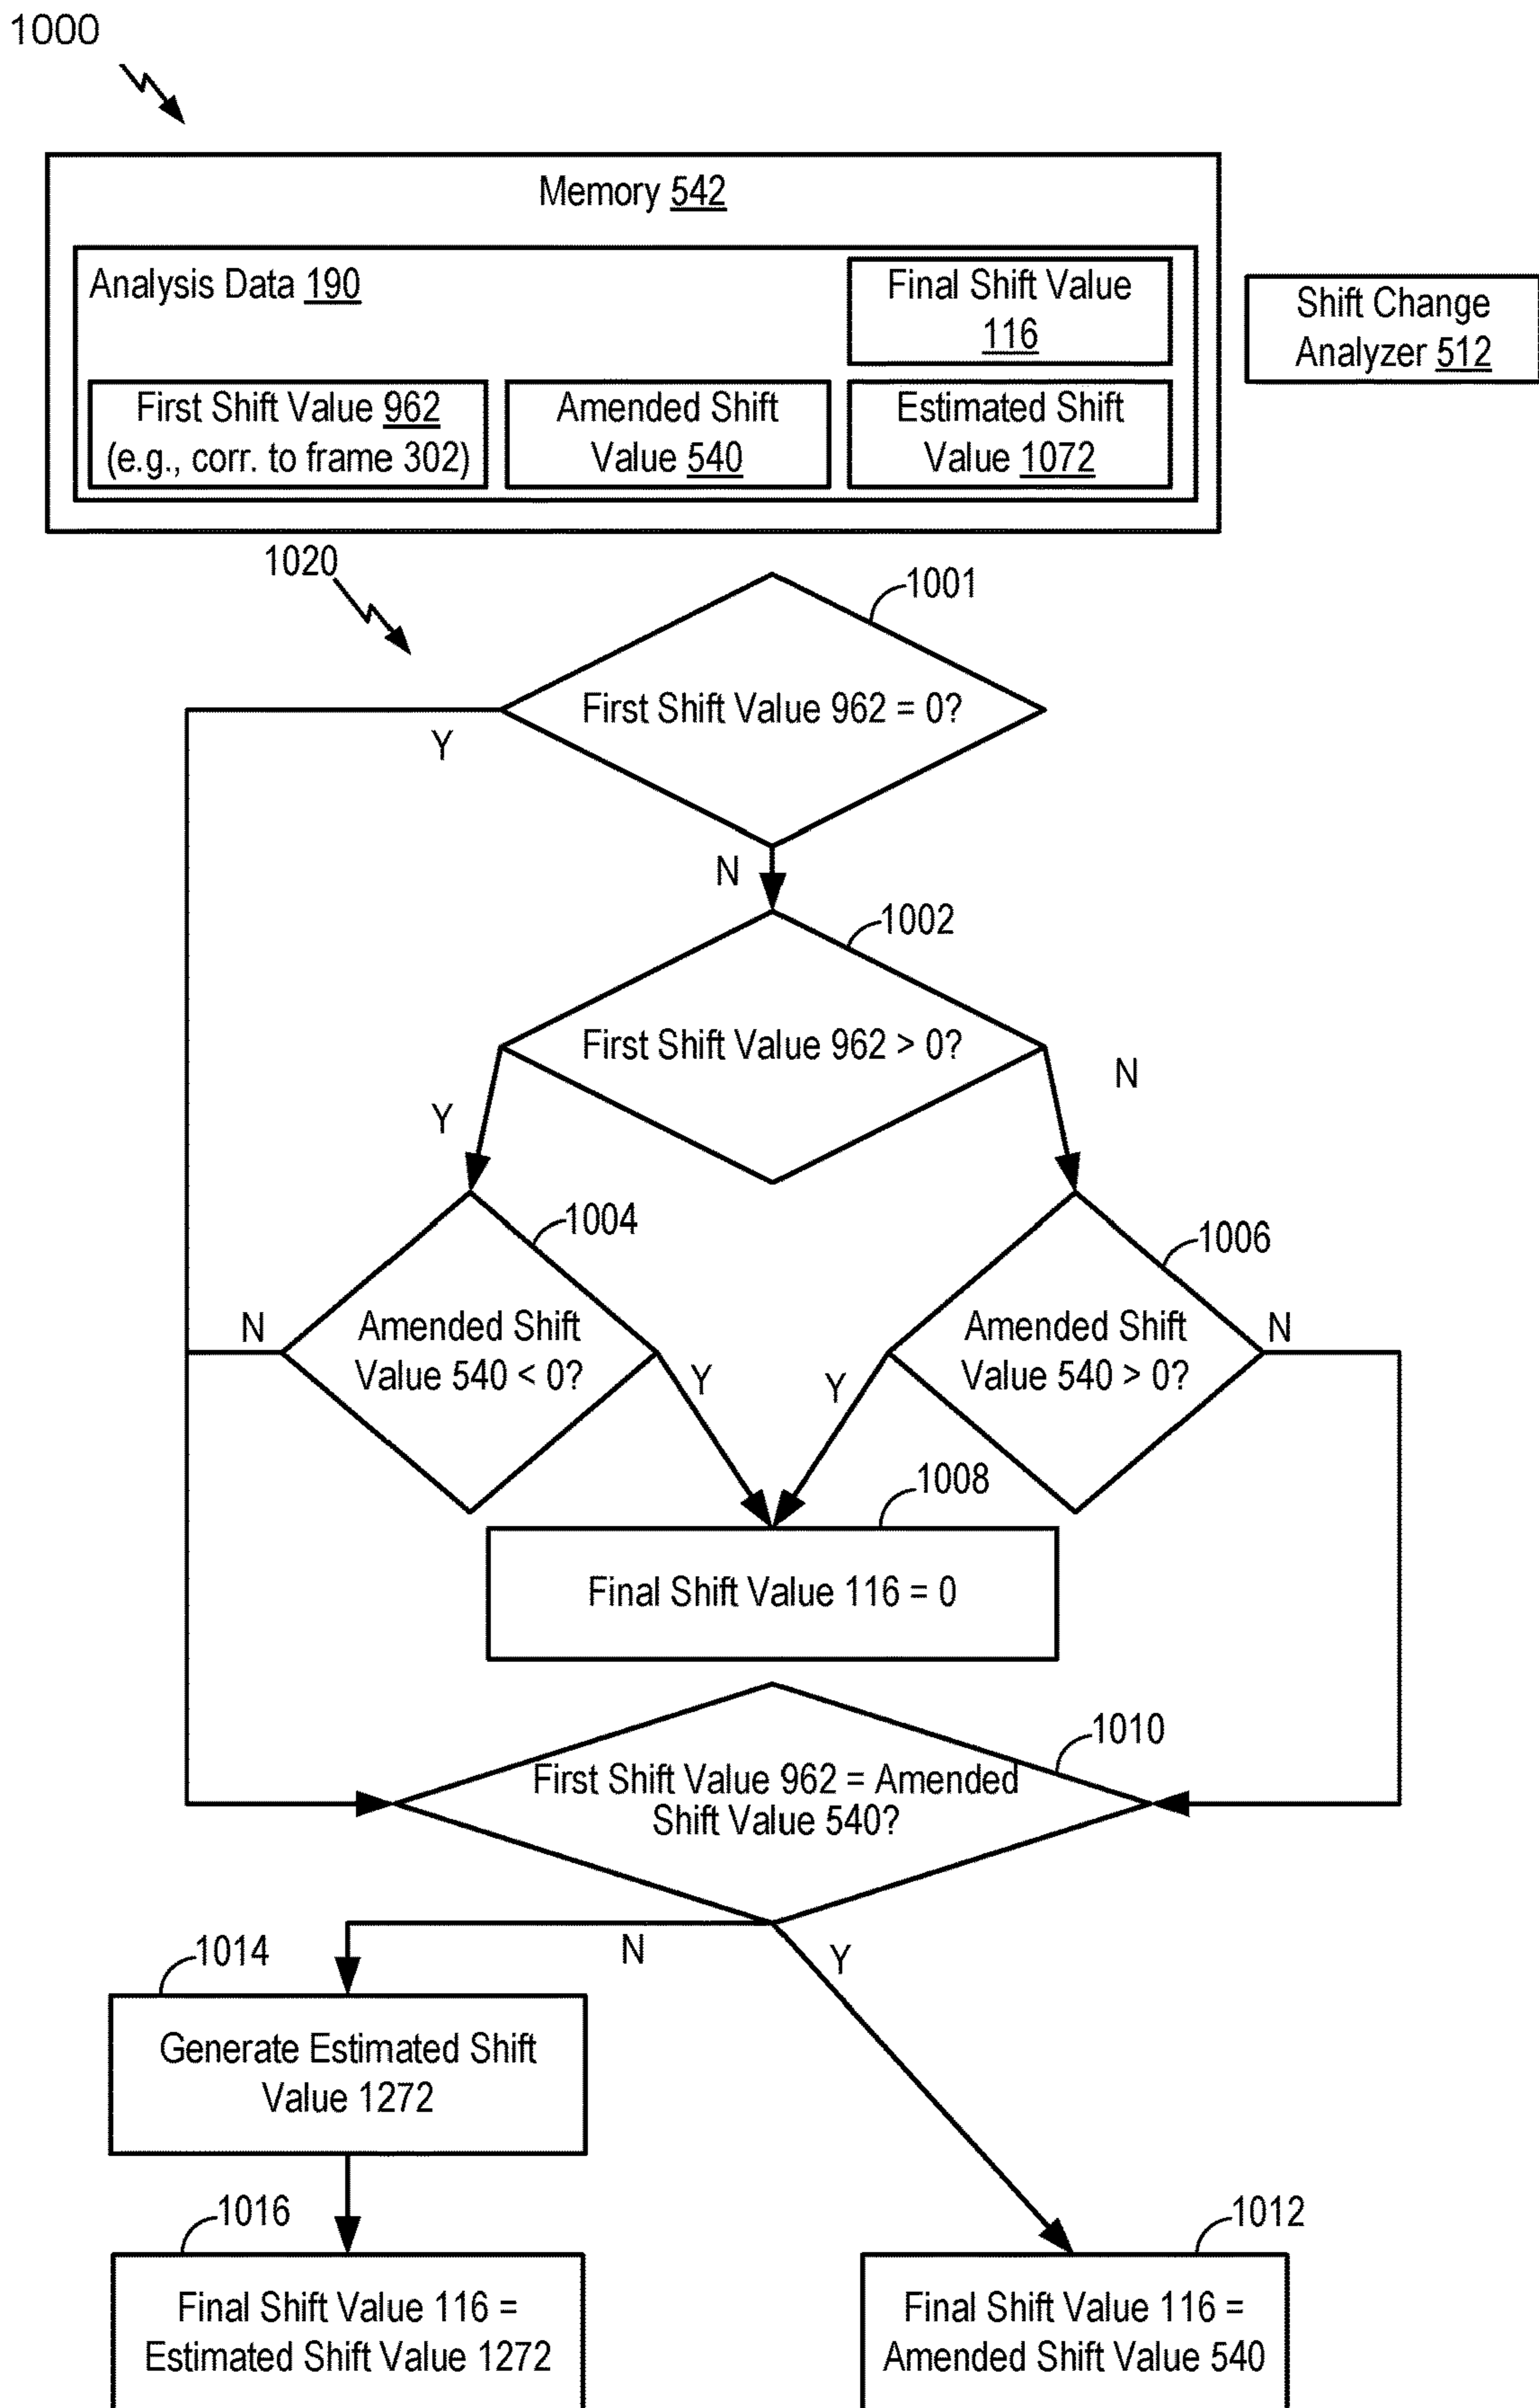 1000
Memory 542
Analysis Data 190
Final Shift Value
116
Shift Change
Analyzer 512
First Shift Value 962
(e.g., corr. to frame 302)
Amended Shift
Value 540
Estimated Shift
Value 1072
1020
1001
First Shift Value 962 = 0?
Y
N
1002
First Shift Value 962 > 0?
Y
N
1004
Amended Shift
Value 540 < 0?
N
Y
1006
Amended Shift
Value 540 > 0?
Y
N
1008
Final Shift Value 116 = 0
1010
First Shift Value 962 = Amended
Shift Value 540?
N
Y
1014
Generate Estimated Shift
Value 1272
1016
Final Shift Value 116 =
Estimated Shift Value 1272
1012
Final Shift Value 116 =
Amended Shift Value 540